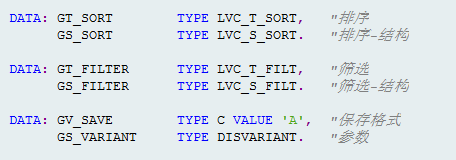 DATA: GT_SORT TYPE LVC_T_SORT, "排序
GS_SORT TYPE LVC_S_SORT. "排序-结构
DATA: GT_FILTER TYPE LVC_T_FILT, "筛选
GS_FILTER TYPE LVC_S_FILT. "筛选-结构
DATA: GV_SAVE TYPE C VALUE 'A', "保存格式
GS_VARIANT TYPE DISVARIANT. "参数